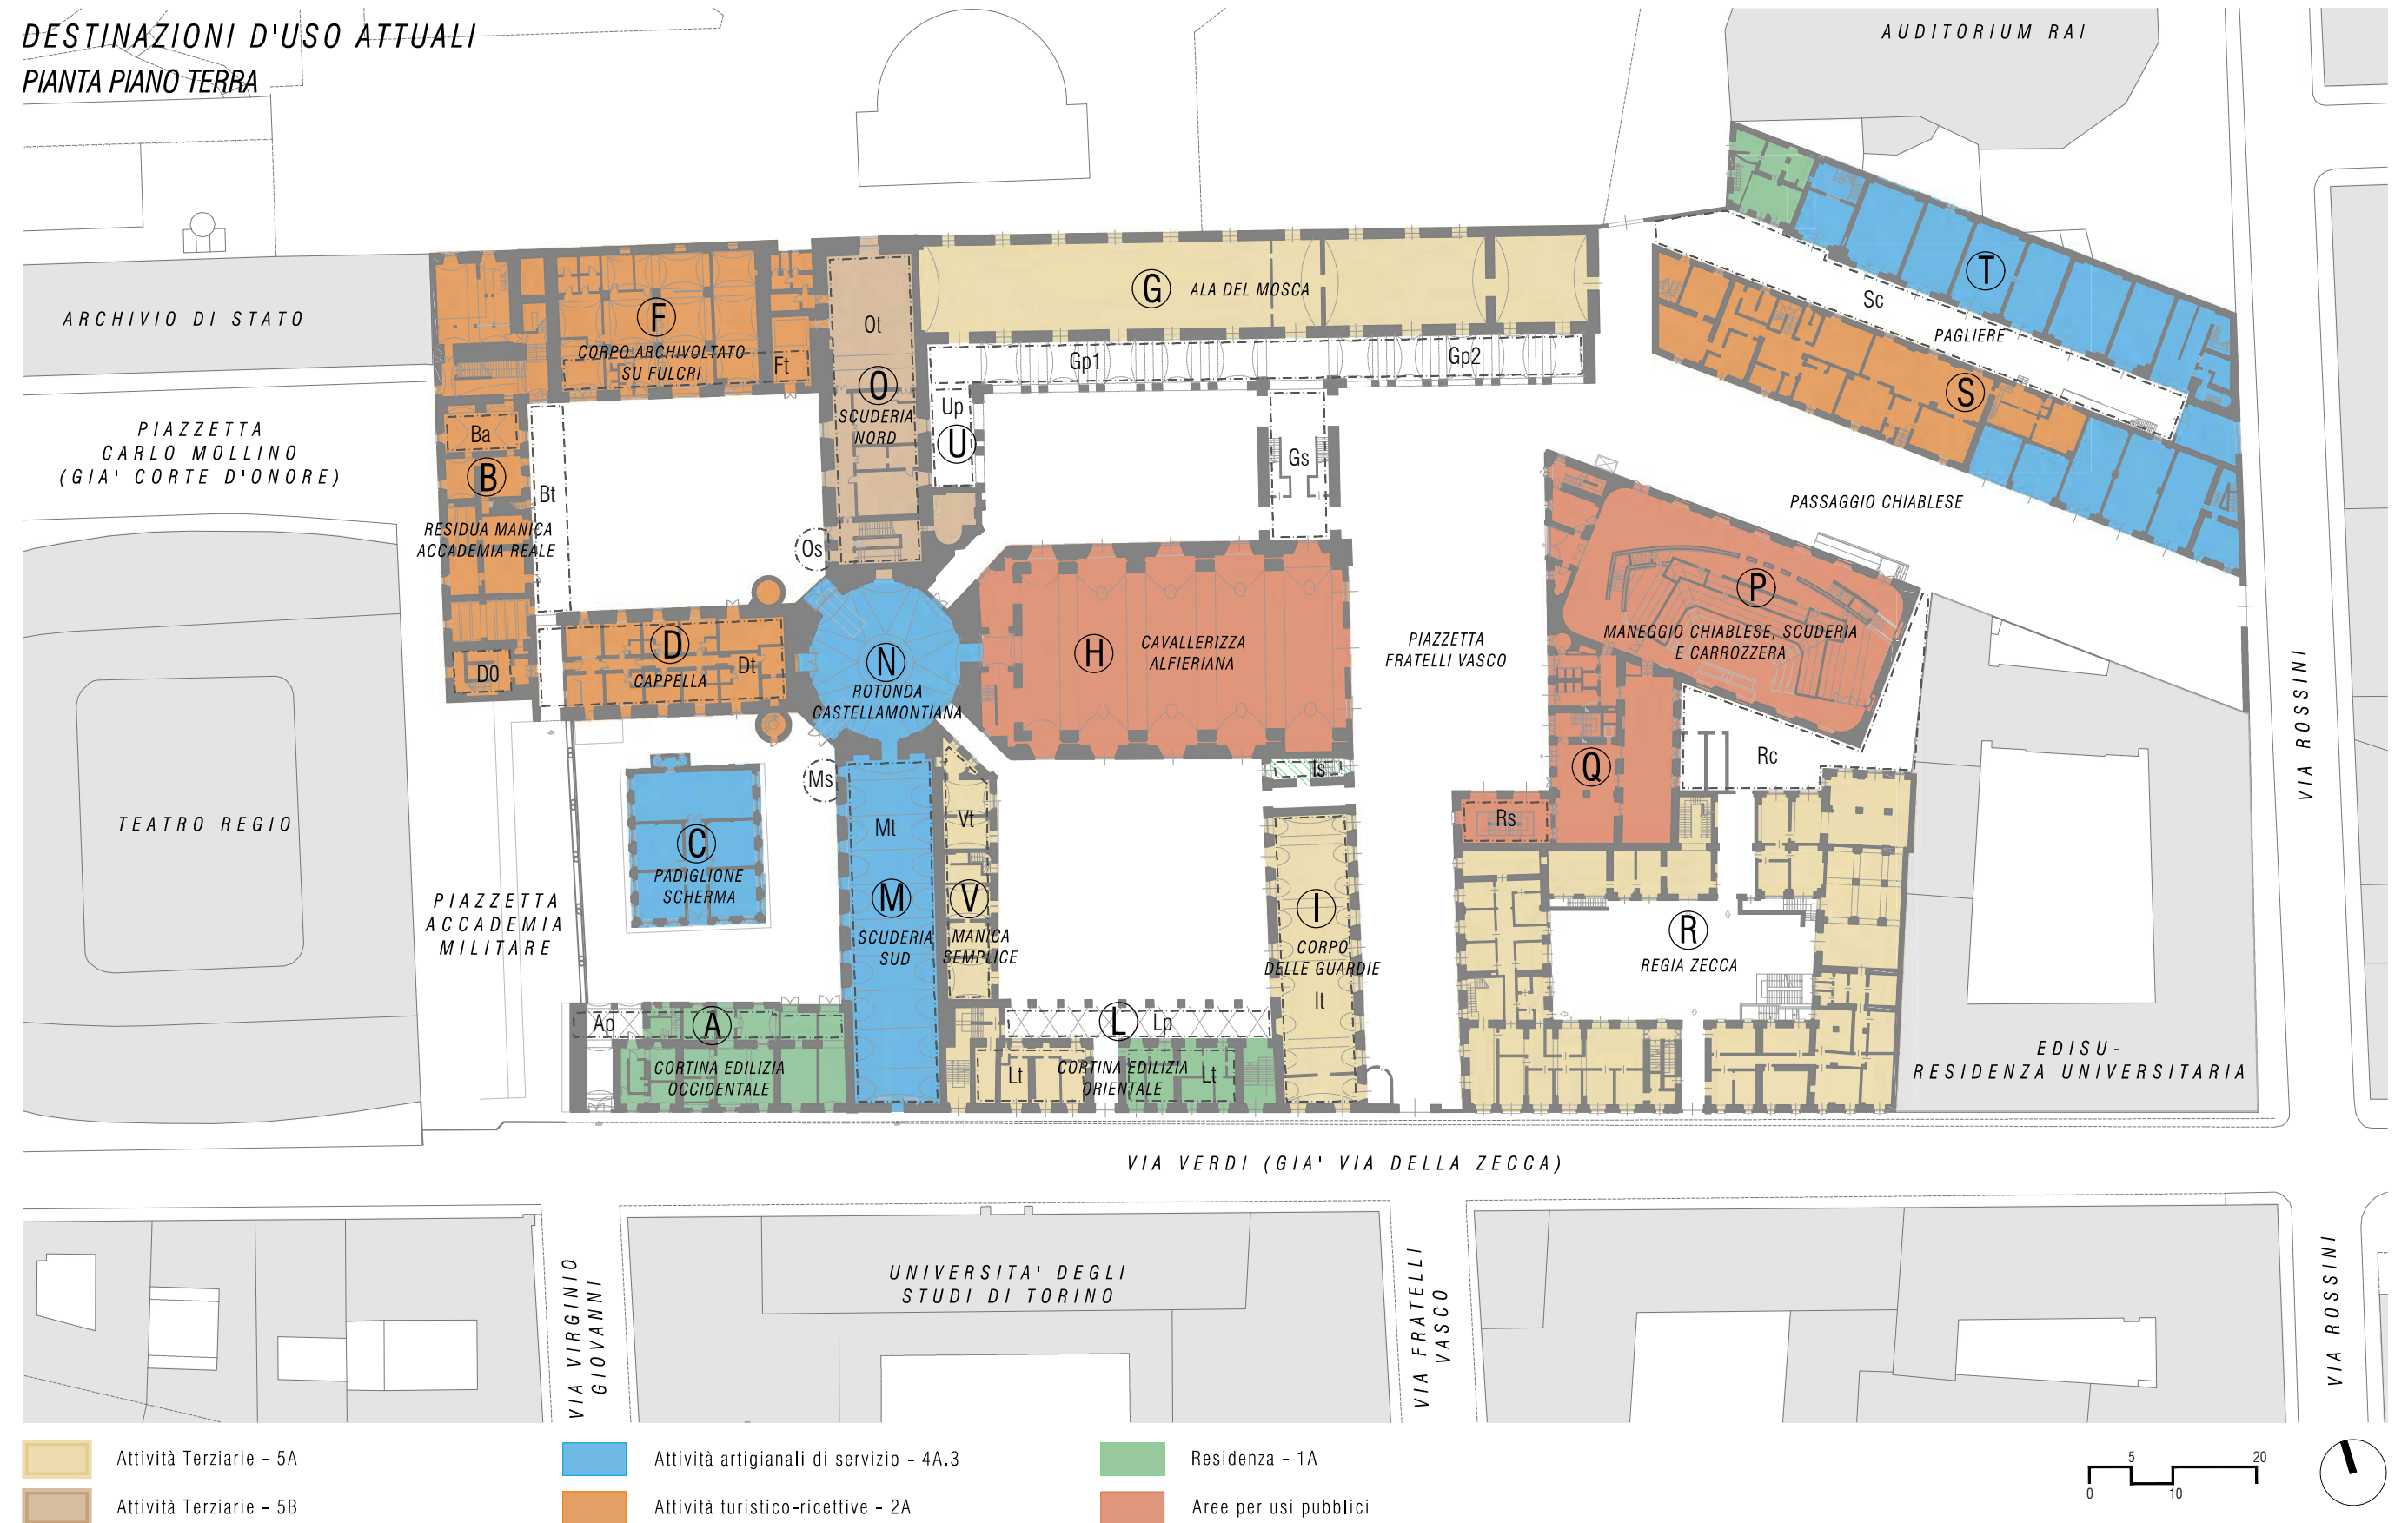 DESTINAZIONI D'USO ATTUALI
PIANTA PIANO TERRA
AUDITORIUM RAI
ARCHIVIO DI STATO
F
CORPO ARCHIVOLTATO
SU FULCRI
Ft
Ot
O
SCUDERIA
NORD
G
ALA DEL MOSCA
Gp1
Gp2
Up
U
Gs
T
Sc
PAGLIERE
S
PASSAGGIO CHIABLESE
PIAZZETTA
CARLO MOLLINO
(GIA' CORTE D'ONORE)
Ba
B
Bt
RESIDUA MANICA
ACCADEMIA REALE
Os
D0
D
Dt
CAPPELLA
N
ROTONDA
CASTELLAMONTIANA
H
CAVALLERIZZA
ALFIERIANA
PIAZZETTA
FRATELLI VASCO
P
MANEGGIO CHIABLESE, SCUDERIA
E CARROZZERA
VIA ROSSINI
Rc
Q
Rs
Is
Ms
TEATRO REGIO
PIAZZETTA
ACCADEMIA
MILITARE
C
PADIGLIONE
SCHERMA
Mt
M
SCUDERIA
SUD
Vt
V
MANICA
SEMPLICE
I
CORPO
DELLE GUARDIE
It
R
REGIA ZECCA
Ap
A
CORTINA EDILIZIA
OCCIDENTALE
L
Lp
Lt
CORTINA EDILIZIA
ORIENTALE
Lt
EDISU-
RESIDENZA UNIVERSITARIA
VIA VERDI (GIA' VIA DELLA ZECCA)
VIA VIRGINIO
GIOVANNI
UNIVERSITA' DEGLI
STUDI DI TORINO
VIA FRATELLI
VASCO
VIA ROSSINI
Attività Terziarie - 5A
Attività artigianali di servizio - 4A.3
Residenza - 1A
Attività Terziarie - 5B
Attività turistico-ricettive - 2A
Aree per usi pubblici
5
20
0
10